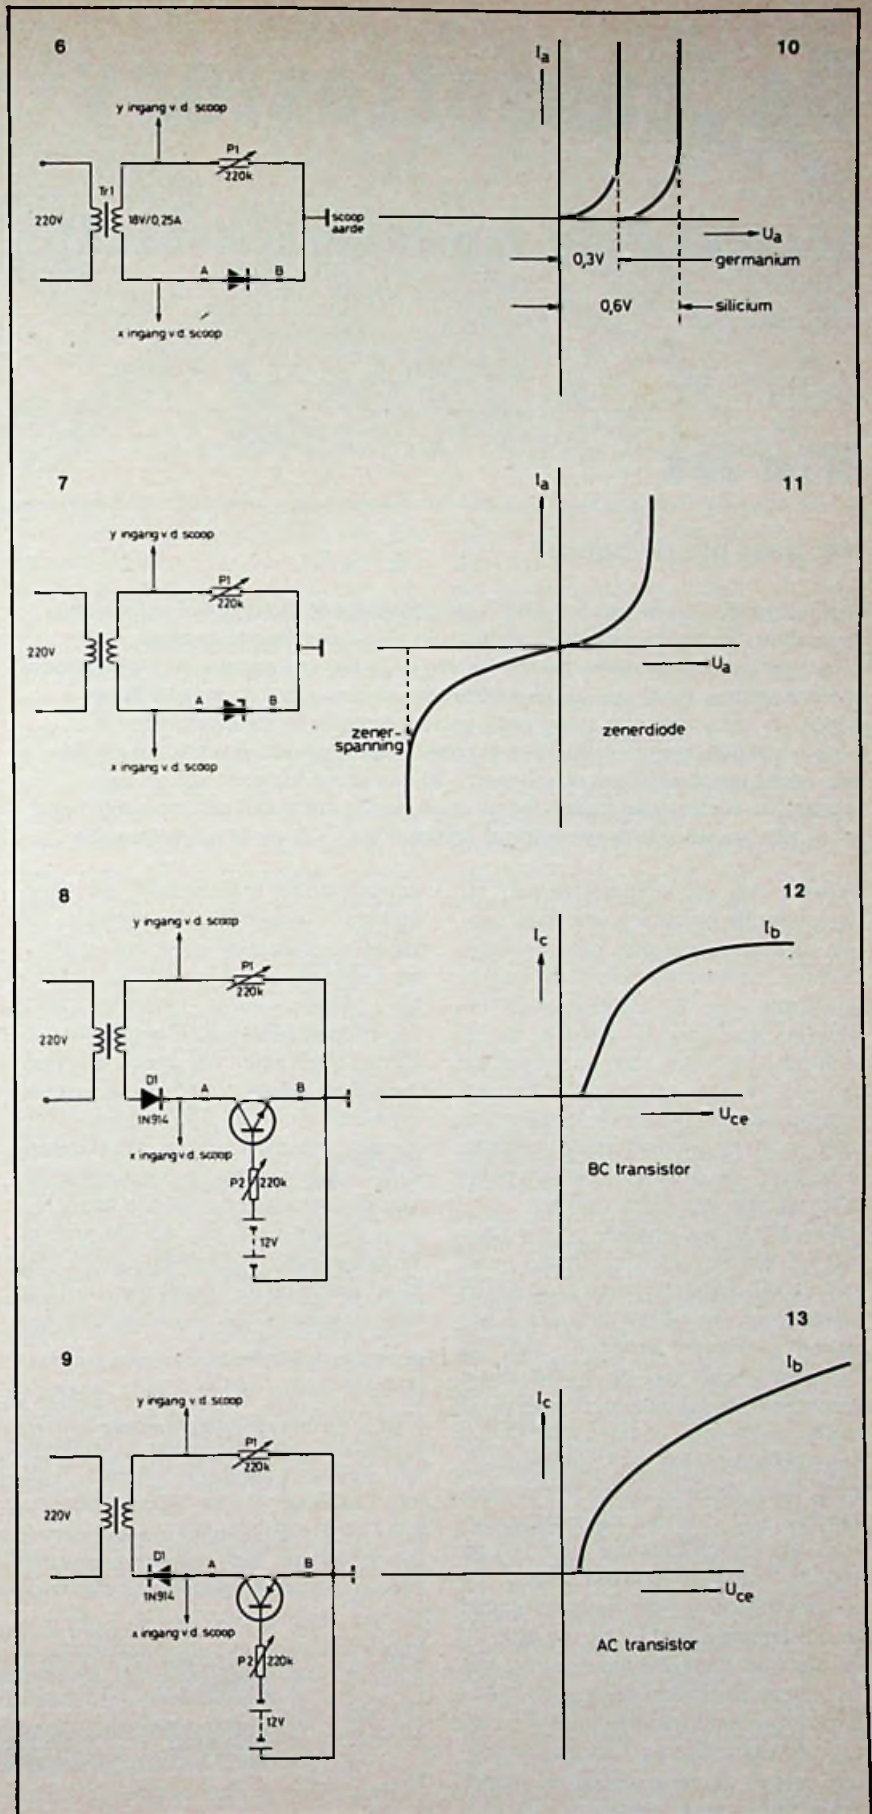 6
y ingang v.d. scoop
P1
220k
220V
Tr1
18V/0,25A
scoop
aarde
A
B
x ingang v.d. scoop
10
Ia
Ua
0,3V
germanium
0,6V
silicium
7
y ingang v.d. scoop
P1
220k
220V
A
B
x ingang v.d. scoop
11
Ia
Ua
zener-
spanning
zenerdiode
8
y ingang v.d. scoop
P1
220k
220V
D1
A
B
1N914
x ingang v.d. scoop
P2
220k
12V
12
Ic
Ib
Uce
BC transistor
9
y ingang v.d. scoop
P1
220k
220V
D1
A
B
1N914
x ingang v.d. scoop
P2
220k
12V
13
Ib
Ic
Uce
AC transistor